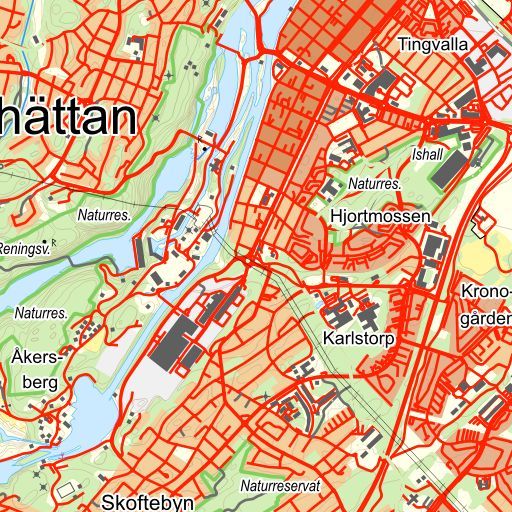 Tingvalla
hättan
Ishall
Naturres.
Naturres.
Hjortmossen
Reningsv.
Krono-
gården
Naturres.
Karlstorp
Åkers-
berg
Naturreservat
Skoftebyn